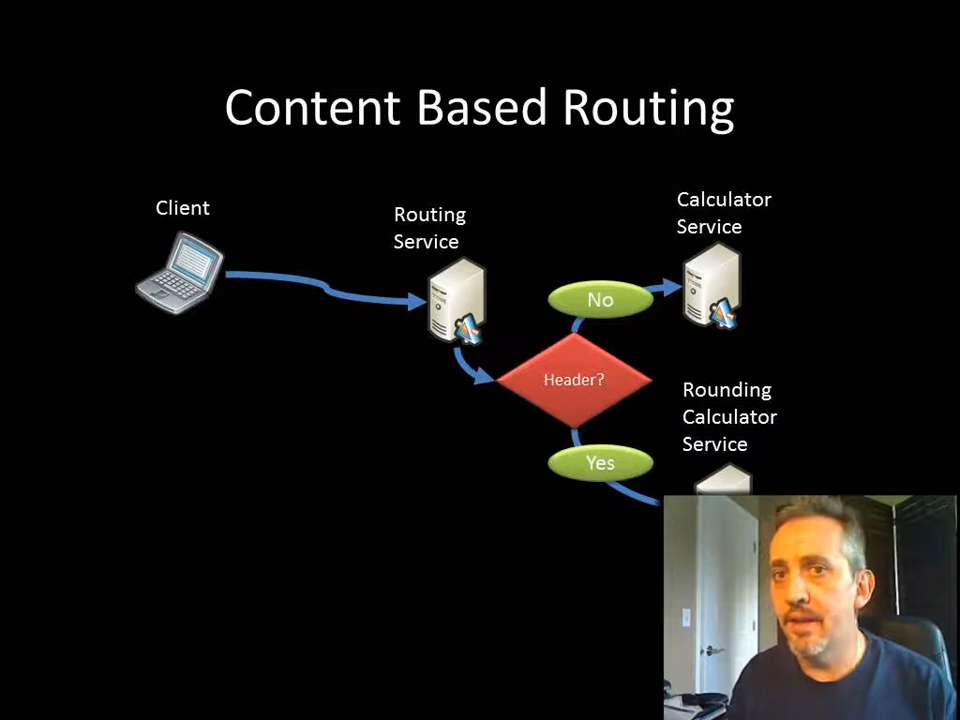 Content Based Routing
Client
Routing
Service
Calculator
Service
No
Header?
Rounding
Calculator
Service
Yes